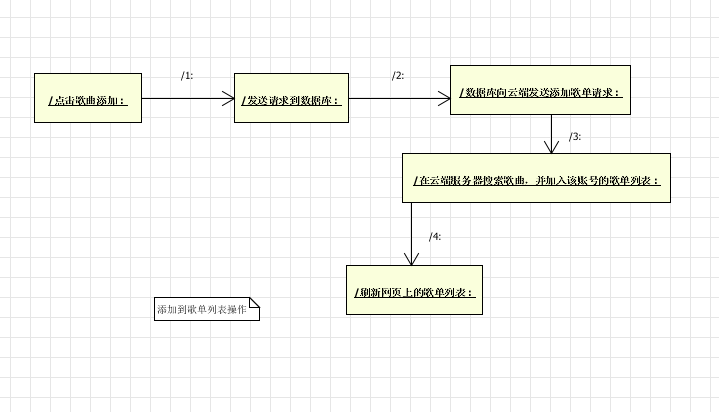 /1:
/2:
/点击歌曲添加：
/发送请求到数据库：
/数据库向云端发送添加歌单请求：
/3:
/在云端服务器搜索歌曲，并加入该账号的歌单列表：
/4:
/刷新网页上的歌单列表：
添加到歌单列表操作